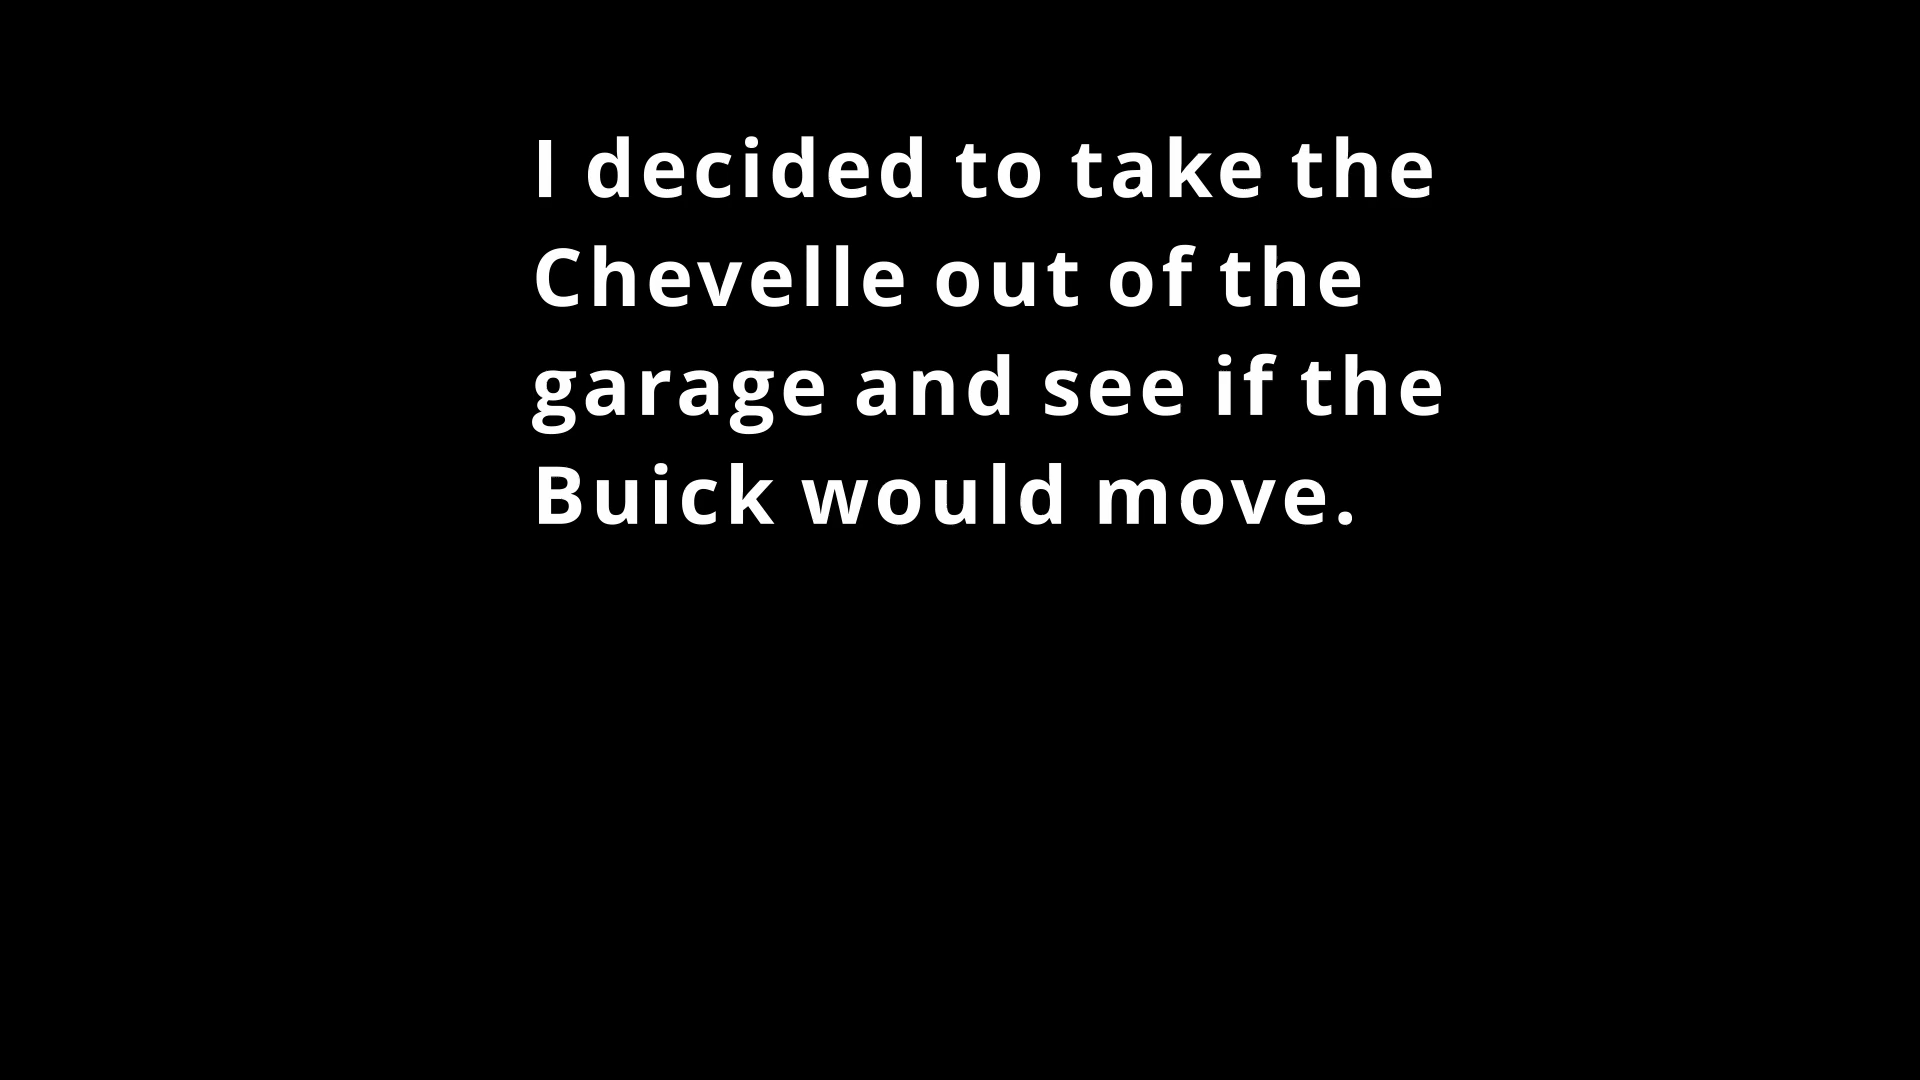 I decided to take the
Chevelle out of the
garage and see if the
Buick would move.